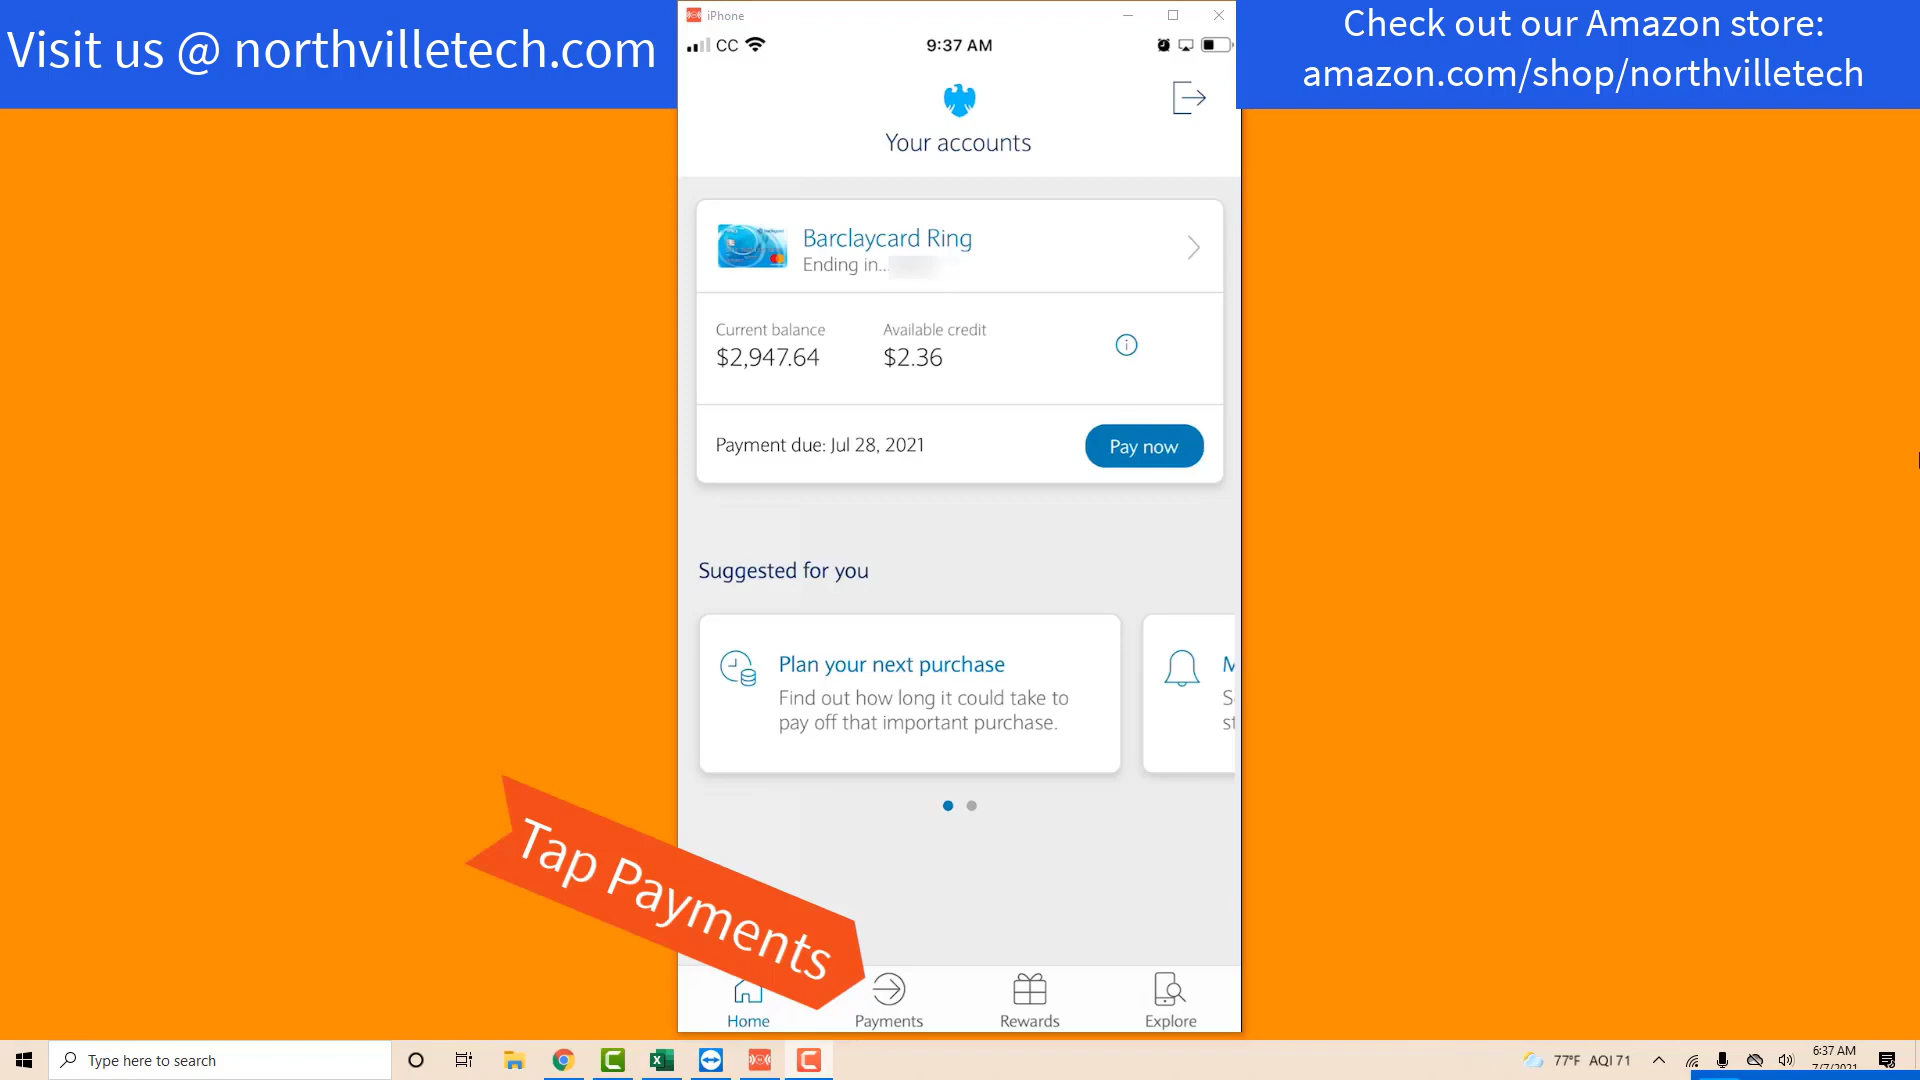 Visit us @ northvilletech.com
Check out our Amazon store:
amazon.com/shop/northvilletech
iPhone
CC
9:37 AM
Your accounts
Barclaycard Ring
Ending in...
Current balance
$2,947.64
Available credit
$2.36
Payment due: Jul 28, 2021
Pay now
Suggested for you
Plan your next purchase
Find out how long it could take to
pay off that important purchase.
Tap Payments
Home
Payments
Rewards
Explore
Type here to search
77°F AQI 71
6:37 AM
7/7/2021